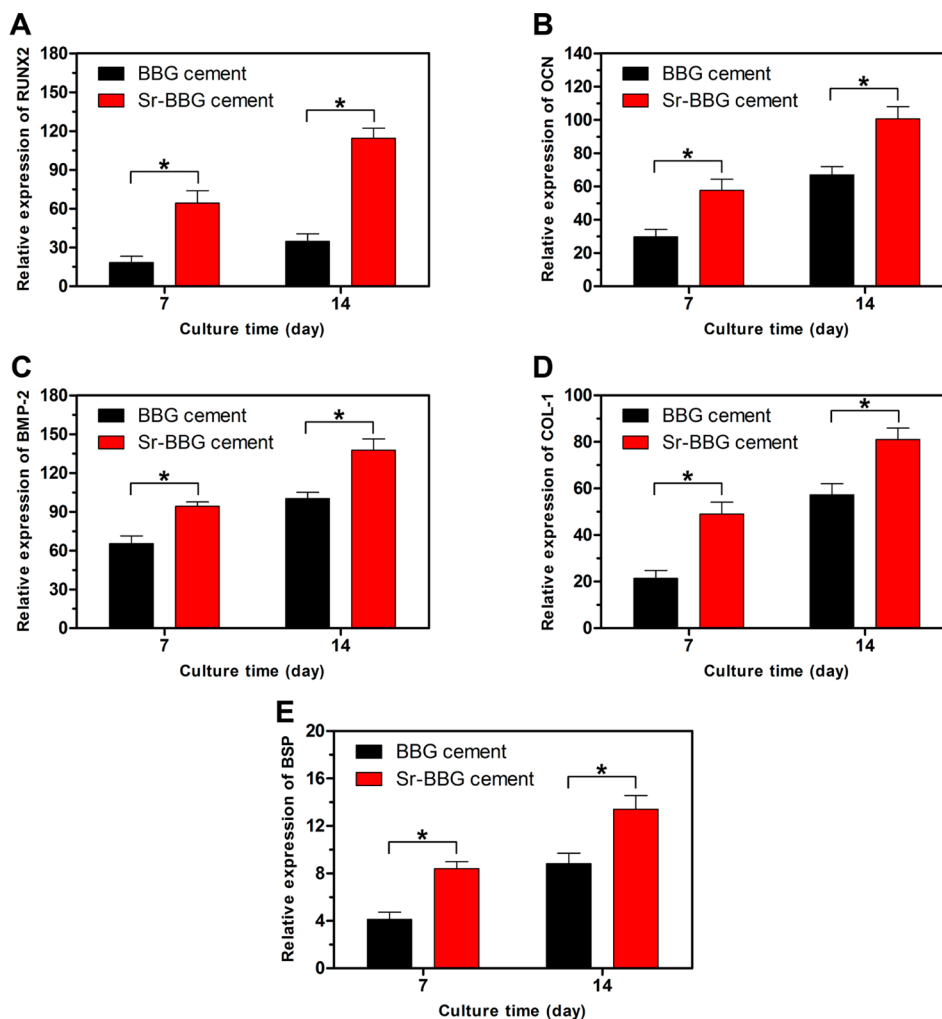 A
Relative expression of RUNX2
180
150
120
90
60
30
0
BBG cement
Sr-BBG cement
*
*
7
14
Culture time (day)
B
Relative expression of OCN
140
120
100
80
60
40
20
0
BBG cement
Sr-BBG cement
*
*
7
14
Culture time (day)
C
Relative expression of BMP-2
180
150
120
90
60
30
0
BBG cement
Sr-BBG cement
*
*
7
14
Culture time (day)
D
Relative expression of COL-1
100
80
60
40
20
0
BBG cement
Sr-BBG cement
*
*
7
14
Culture time (day)
E
Relative expression of BSP
20
16
12
8
4
0
BBG cement
Sr-BBG cement
*
*
7
14
Culture time (day)